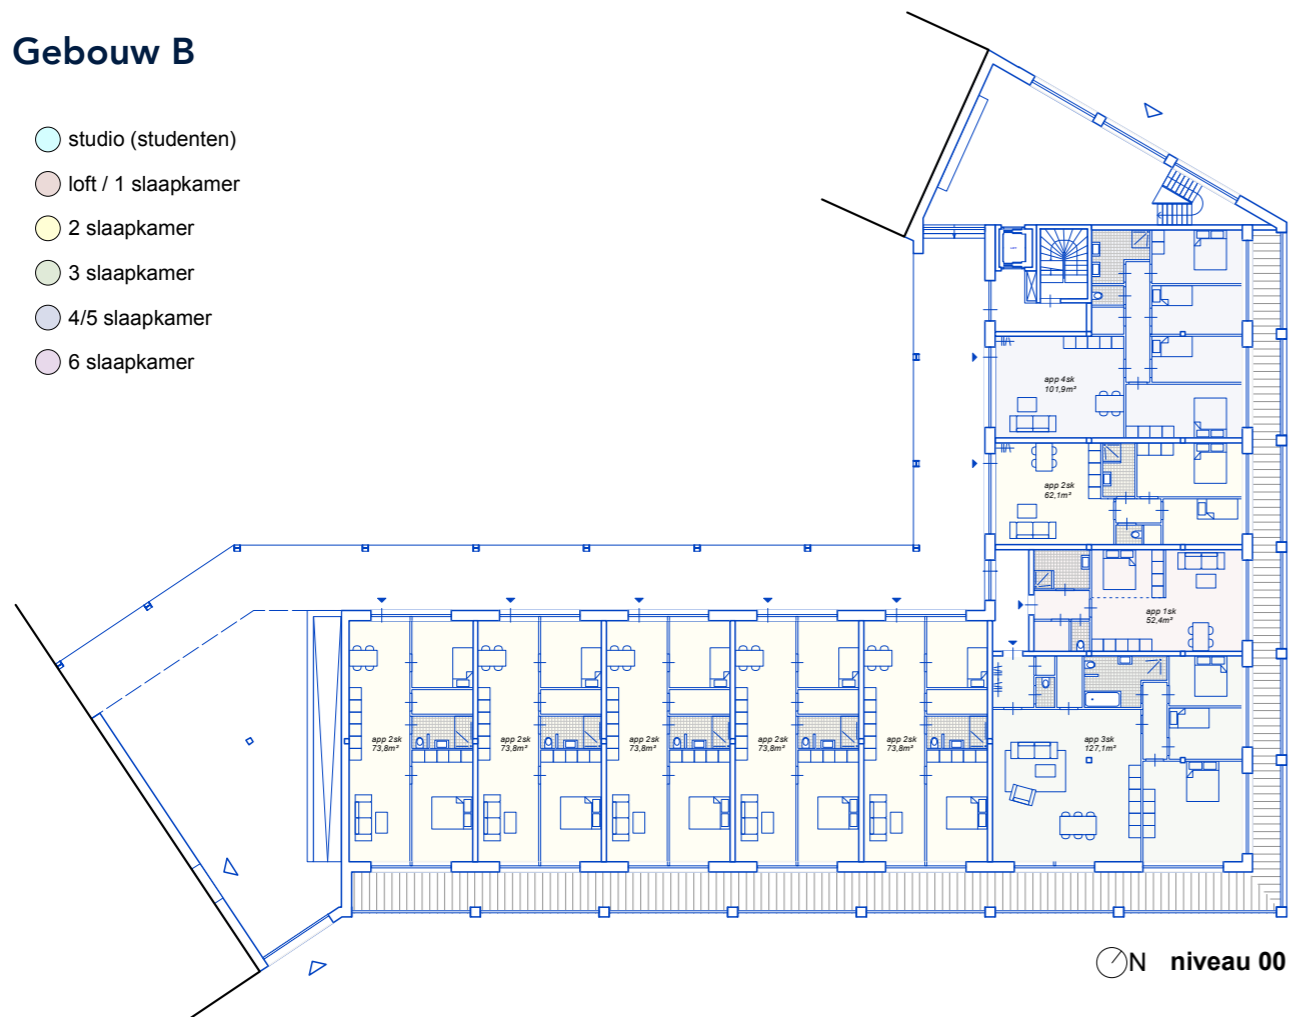 Gebouw B
studio (studenten)
loft / 1 slaapkamer
2 slaapkamer
3 slaapkamer
4/5 slaapkamer
6 slaapkamer
app 4sk
101,9m²
app 2sk
62,1m²
app 1sk
52,4m²
app 2sk
73,8m²
app 2sk
73,8m²
app 2sk
73,8m²
app 2sk
73,8m²
app 2sk
73,8m²
app 3sk
127,1m²
N niveau 00